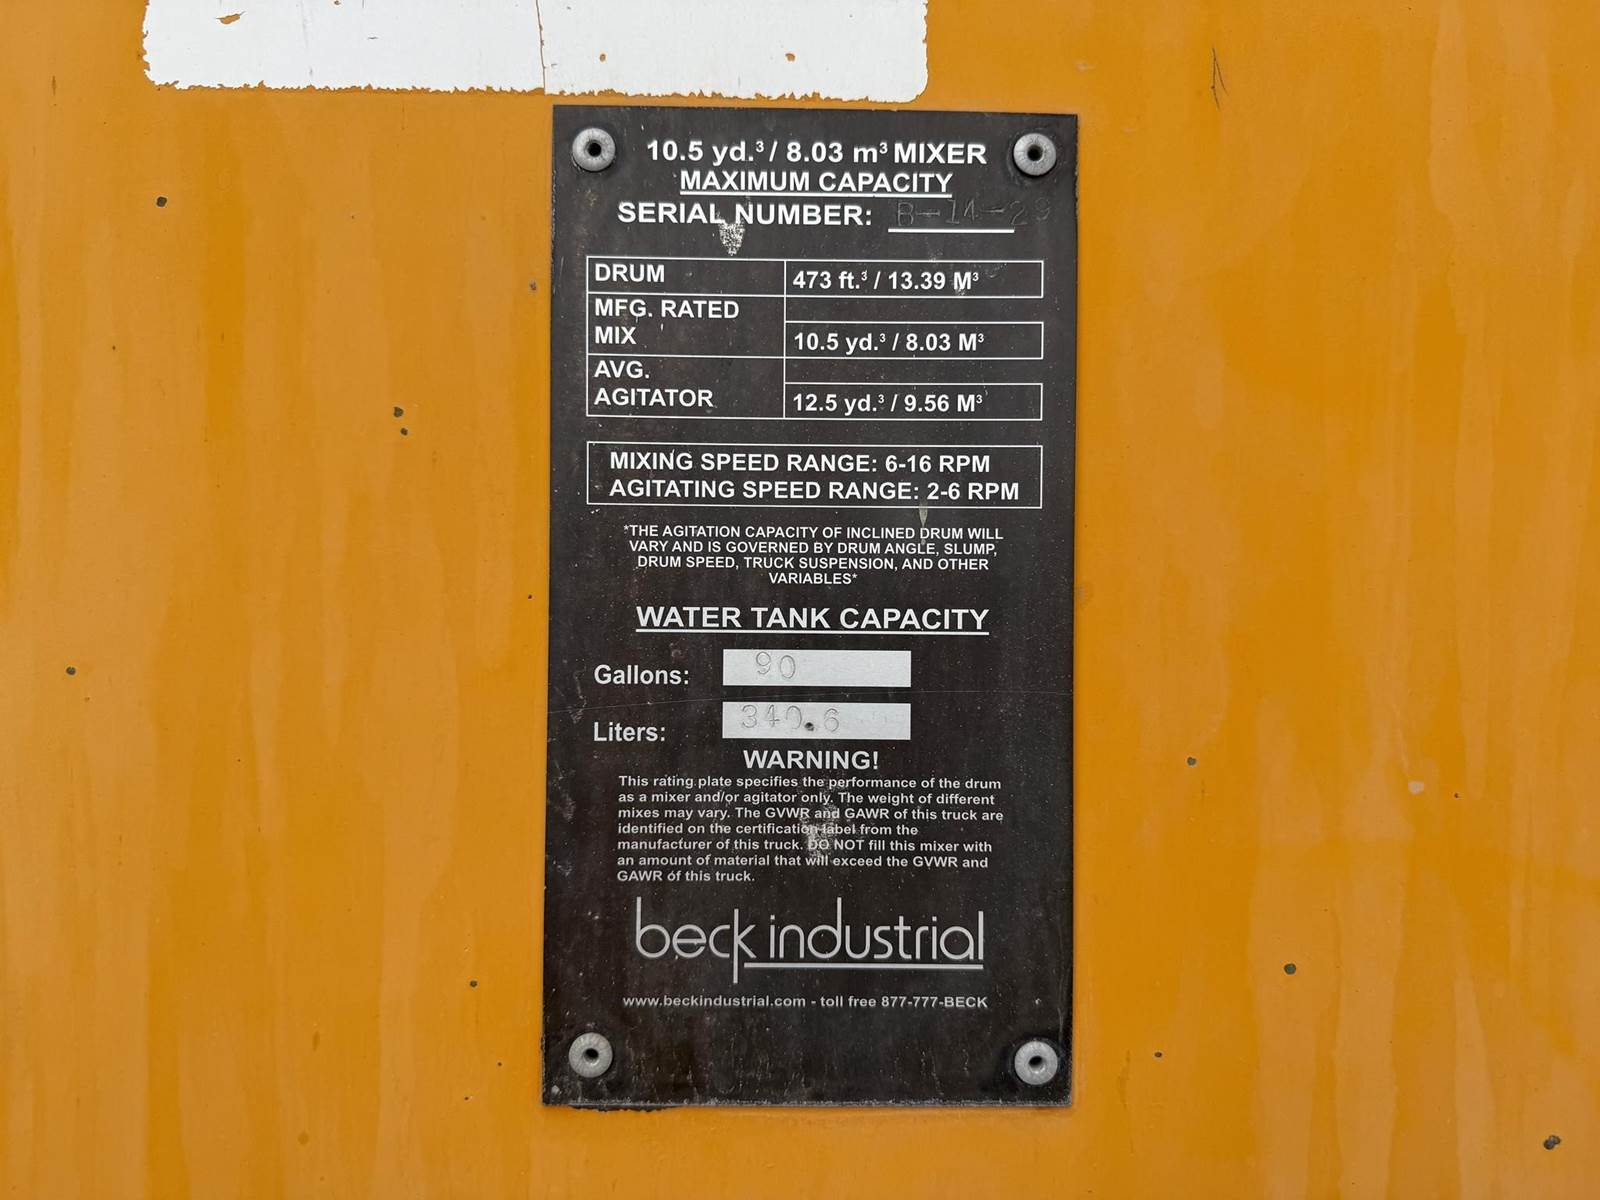 10.5 yd.³ / 8.03 m³ MIXER
MAXIMUM CAPACITY
SERIAL NUMBER: B-14-29
DRUM 473 ft.³ / 13.39 M³
MFG. RATED
MIX 10.5 yd.³ / 8.03 M³
AVG.
AGITATOR 12.5 yd.³ / 9.56 M³
MIXING SPEED RANGE: 6-16 RPM
AGITATING SPEED RANGE: 2-6 RPM
*THE AGITATION CAPACITY OF INCLINED DRUM WILL
VARY AND IS GOVERNED BY DRUM ANGLE, SLUMP,
DRUM SPEED, TRUCK SUSPENSION, AND OTHER
VARIABLES*
WATER TANK CAPACITY
Gallons: 90
Liters: 340.6
WARNING!
This rating plate specifies the performance of the drum
as a mixer and/or agitator only. The weight of different
mixes may vary. The GVWR and GAWR of this truck are
identified on the certification label from the
manufacturer of this truck. DO NOT fill this mixer with
an amount of material that will exceed the GVWR and
GAWR of this truck.
beck industrial
www.beckindustrial.com - toll free 877-777-BECK